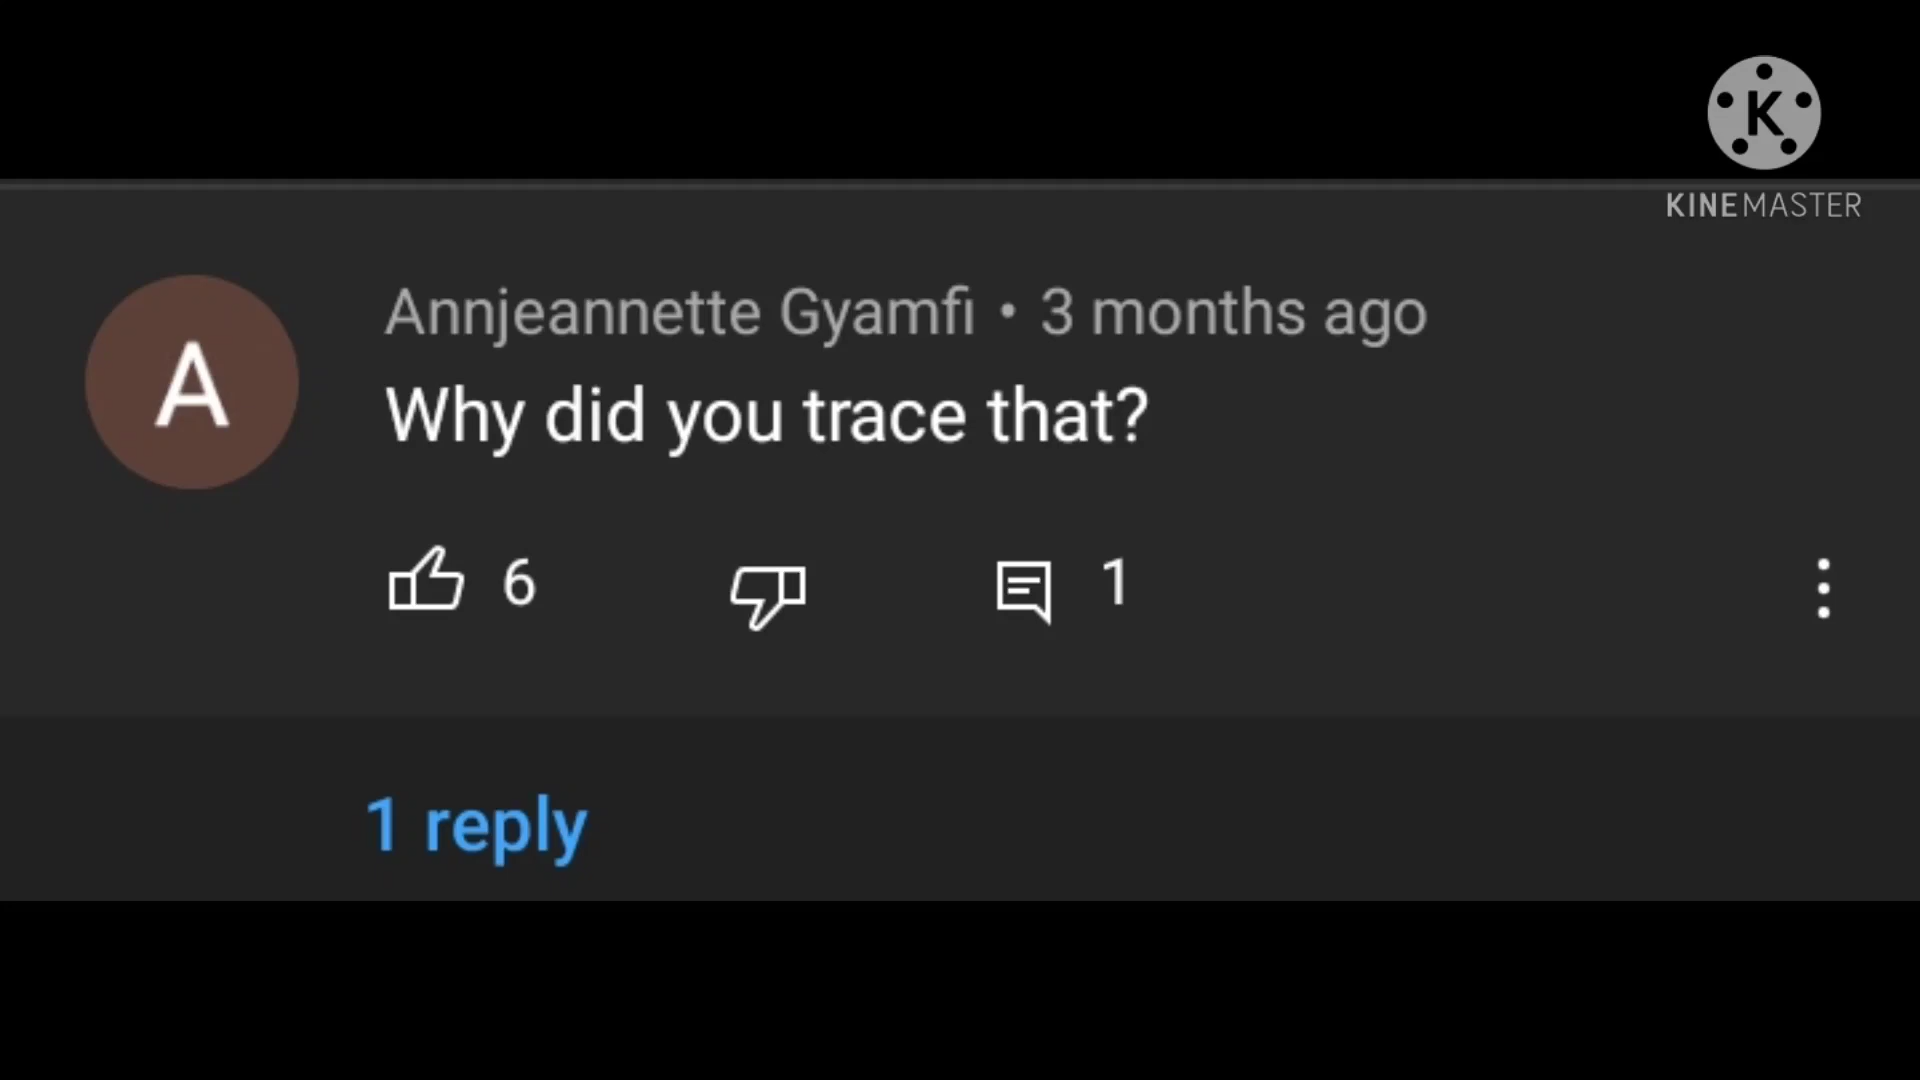 K
KINEMASTER
Annjeannette Gyamfi • 3 months ago
A
Why did you trace that?
6
1
1 reply